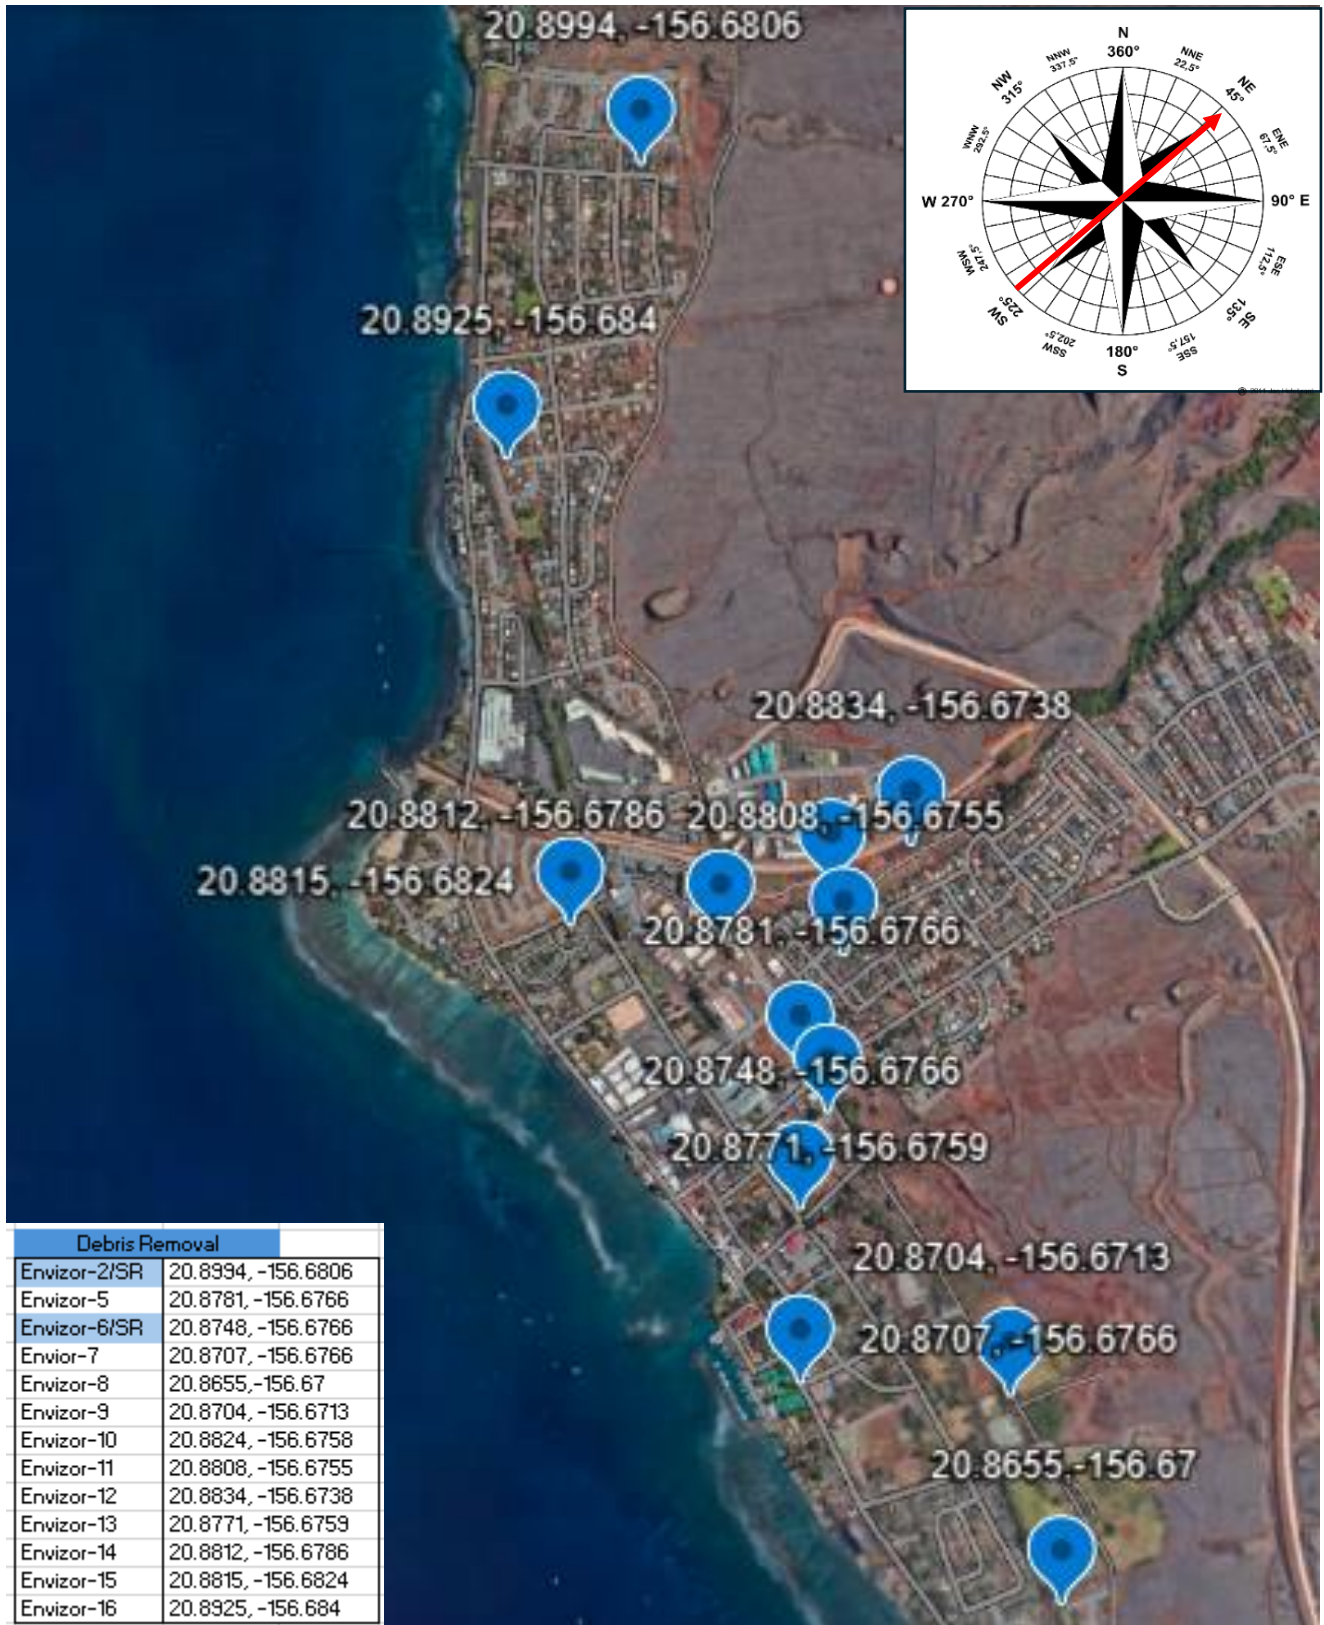 20.8994, -156.6806
N
360°
NNW
337,5°
NNE
22,5°
NW
315°
NE
45°
WNW
292,5°
ENE
67,5°
W 270°
90° E
WSW
247,5°
ESE
112,5°
SW
225°
SE
135°
SSW
202,5°
SSE
157,5°
180°
S
20.8925, -156.684
20.8834, -156.6738
20.8812, -156.6786
20.8808, -156.6755
20.8815, -156.6824
20.8781, -156.6766
20.8748, -156.6766
20.8771, -156.6759
20.8704, -156.6713
20.8707, -156.6766
20.8655,-156.67
Debris Removal
Envizor-2/SR 20.8994, -156.6806
Envizor-5 20.8781, -156.6766
Envizor-6/SR 20.8748, -156.6766
Envior-7 20.8707, -156.6766
Envizor-8 20.8655,-156.67
Envizor-9 20.8704, -156.6713
Envizor-10 20.8824, -156.6758
Envizor-11 20.8808, -156.6755
Envizor-12 20.8834, -156.6738
Envizor-13 20.8771, -156.6759
Envizor-14 20.8812, -156.6786
Envizor-15 20.8815, -156.6824
Envizor-16 20.8925, -156.684